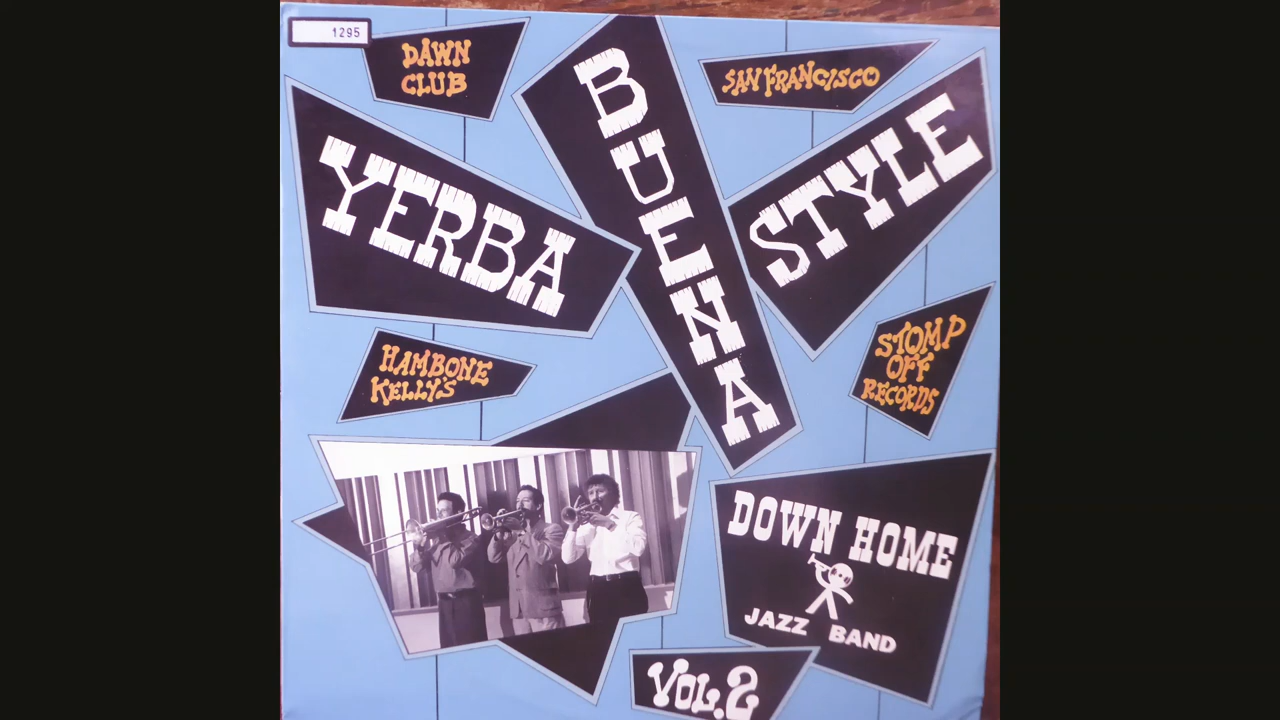 1295
DAWN
CLUB
SAN FRANCISCO
YERBA
BUENA
STYLE
HAMBONE
KELLY'S
STOMP
OFF
RECORDS
DOWN HOME
JAZZ BAND
VOL.2